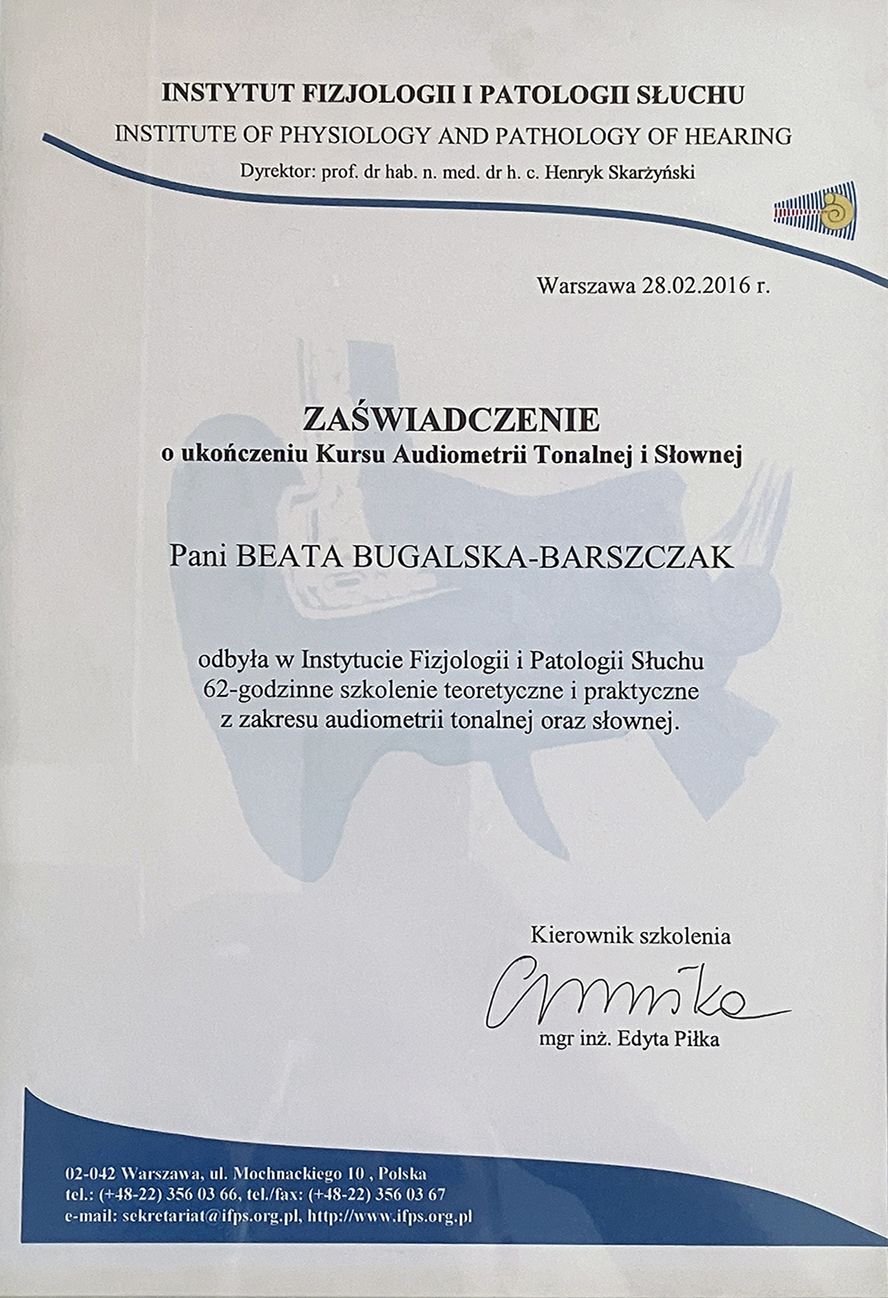 INSTYTUT FIZJOLOGII I PATOLOGII SŁUCHU
INSTITUTE OF PHYSIOLOGY AND PATHOLOGY OF HEARING
Dyrektor: prof. dr hab. n. med. dr h. c. Henryk Skarżyński
Warszawa 28.02.2016 r.
ZAŚWIADCZENIE
o ukończeniu Kursu Audiometrii Tonalnej i Słownej
Pani BEATA BUGALSKA-BARSZCZAK
odbyła w Instytucie Fizjologii i Patologii Słuchu
62-godzinne szkolenie teoretyczne i praktyczne
z zakresu audiometrii tonalnej oraz słownej.
Kierownik szkolenia
mgr inż. Edyta Piłka
02-042 Warszawa, ul. Mochnackiego 10 , Polska
tel.: (+48-22) 356 03 66, tel./fax: (+48-22) 356 03 67
e-mail: sekretariat@ifps.org.pl, http://www.ifps.org.pl